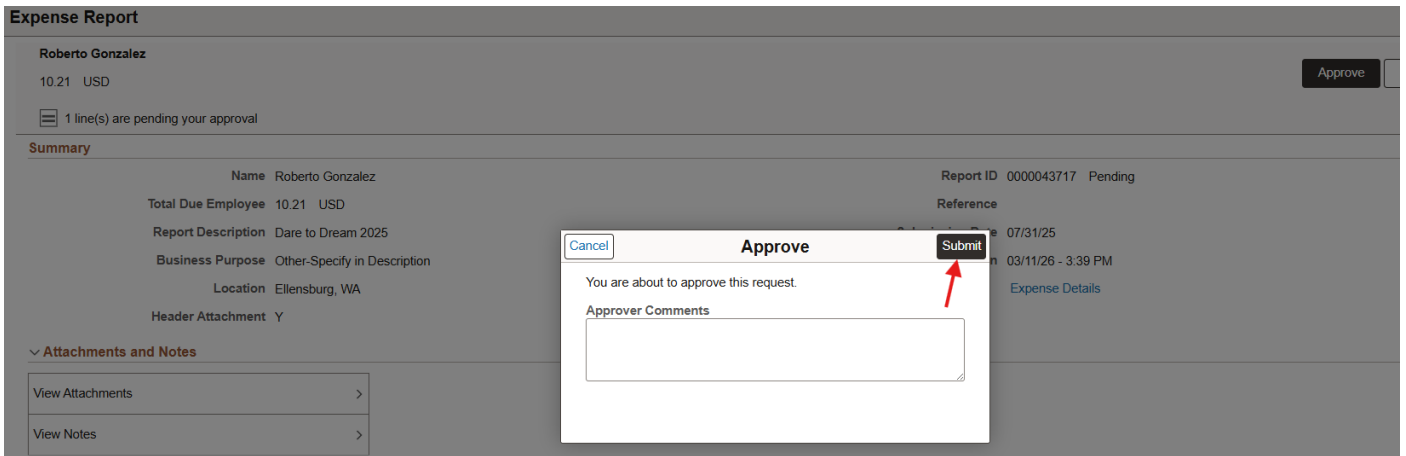 Expense Report
Roberto Gonzalez
10.21 USD
Approve
1 line(s) are pending your approval
Summary
Name Roberto Gonzalez
Report ID 0000043717 Pending
Total Due Employee 10.21 USD
Reference
Report Description Dare to Dream 2025
07/31/25
Business Purpose Other-Specify in Description
03/11/26 - 3:39 PM
Location Ellensburg, WA
Expense Details
Header Attachment Y
Cancel
Approve
Submit
You are about to approve this request.
Approver Comments
Attachments and Notes
View Attachments
View Notes